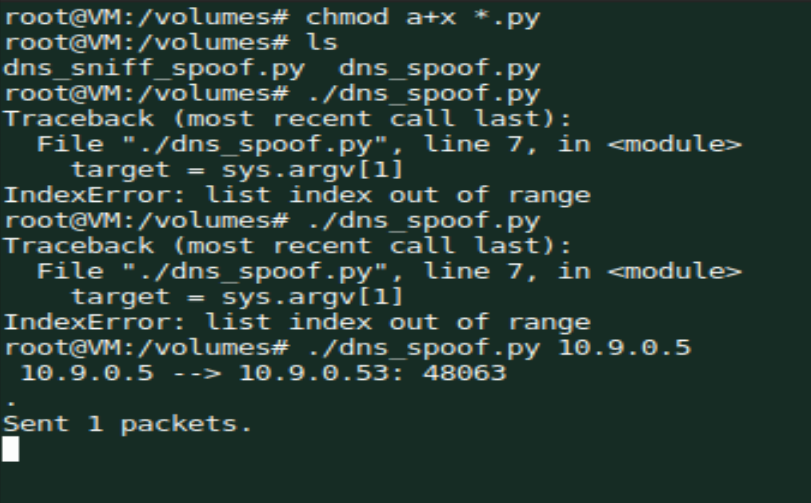 root@VM:/volumes# chmod a+x *.py
root@VM:/volumes# ls
dns_sniff_spoof.py  dns_spoof.py
root@VM:/volumes# ./dns_spoof.py
Traceback (most recent call last):
  File "./dns_spoof.py", line 7, in <module>
    target = sys.argv[1]
IndexError: list index out of range
root@VM:/volumes# ./dns_spoof.py
Traceback (most recent call last):
  File "./dns_spoof.py", line 7, in <module>
    target = sys.argv[1]
IndexError: list index out of range
root@VM:/volumes# ./dns_spoof.py 10.9.0.5
 10.9.0.5 --> 10.9.0.53: 48063
.
Sent 1 packets.